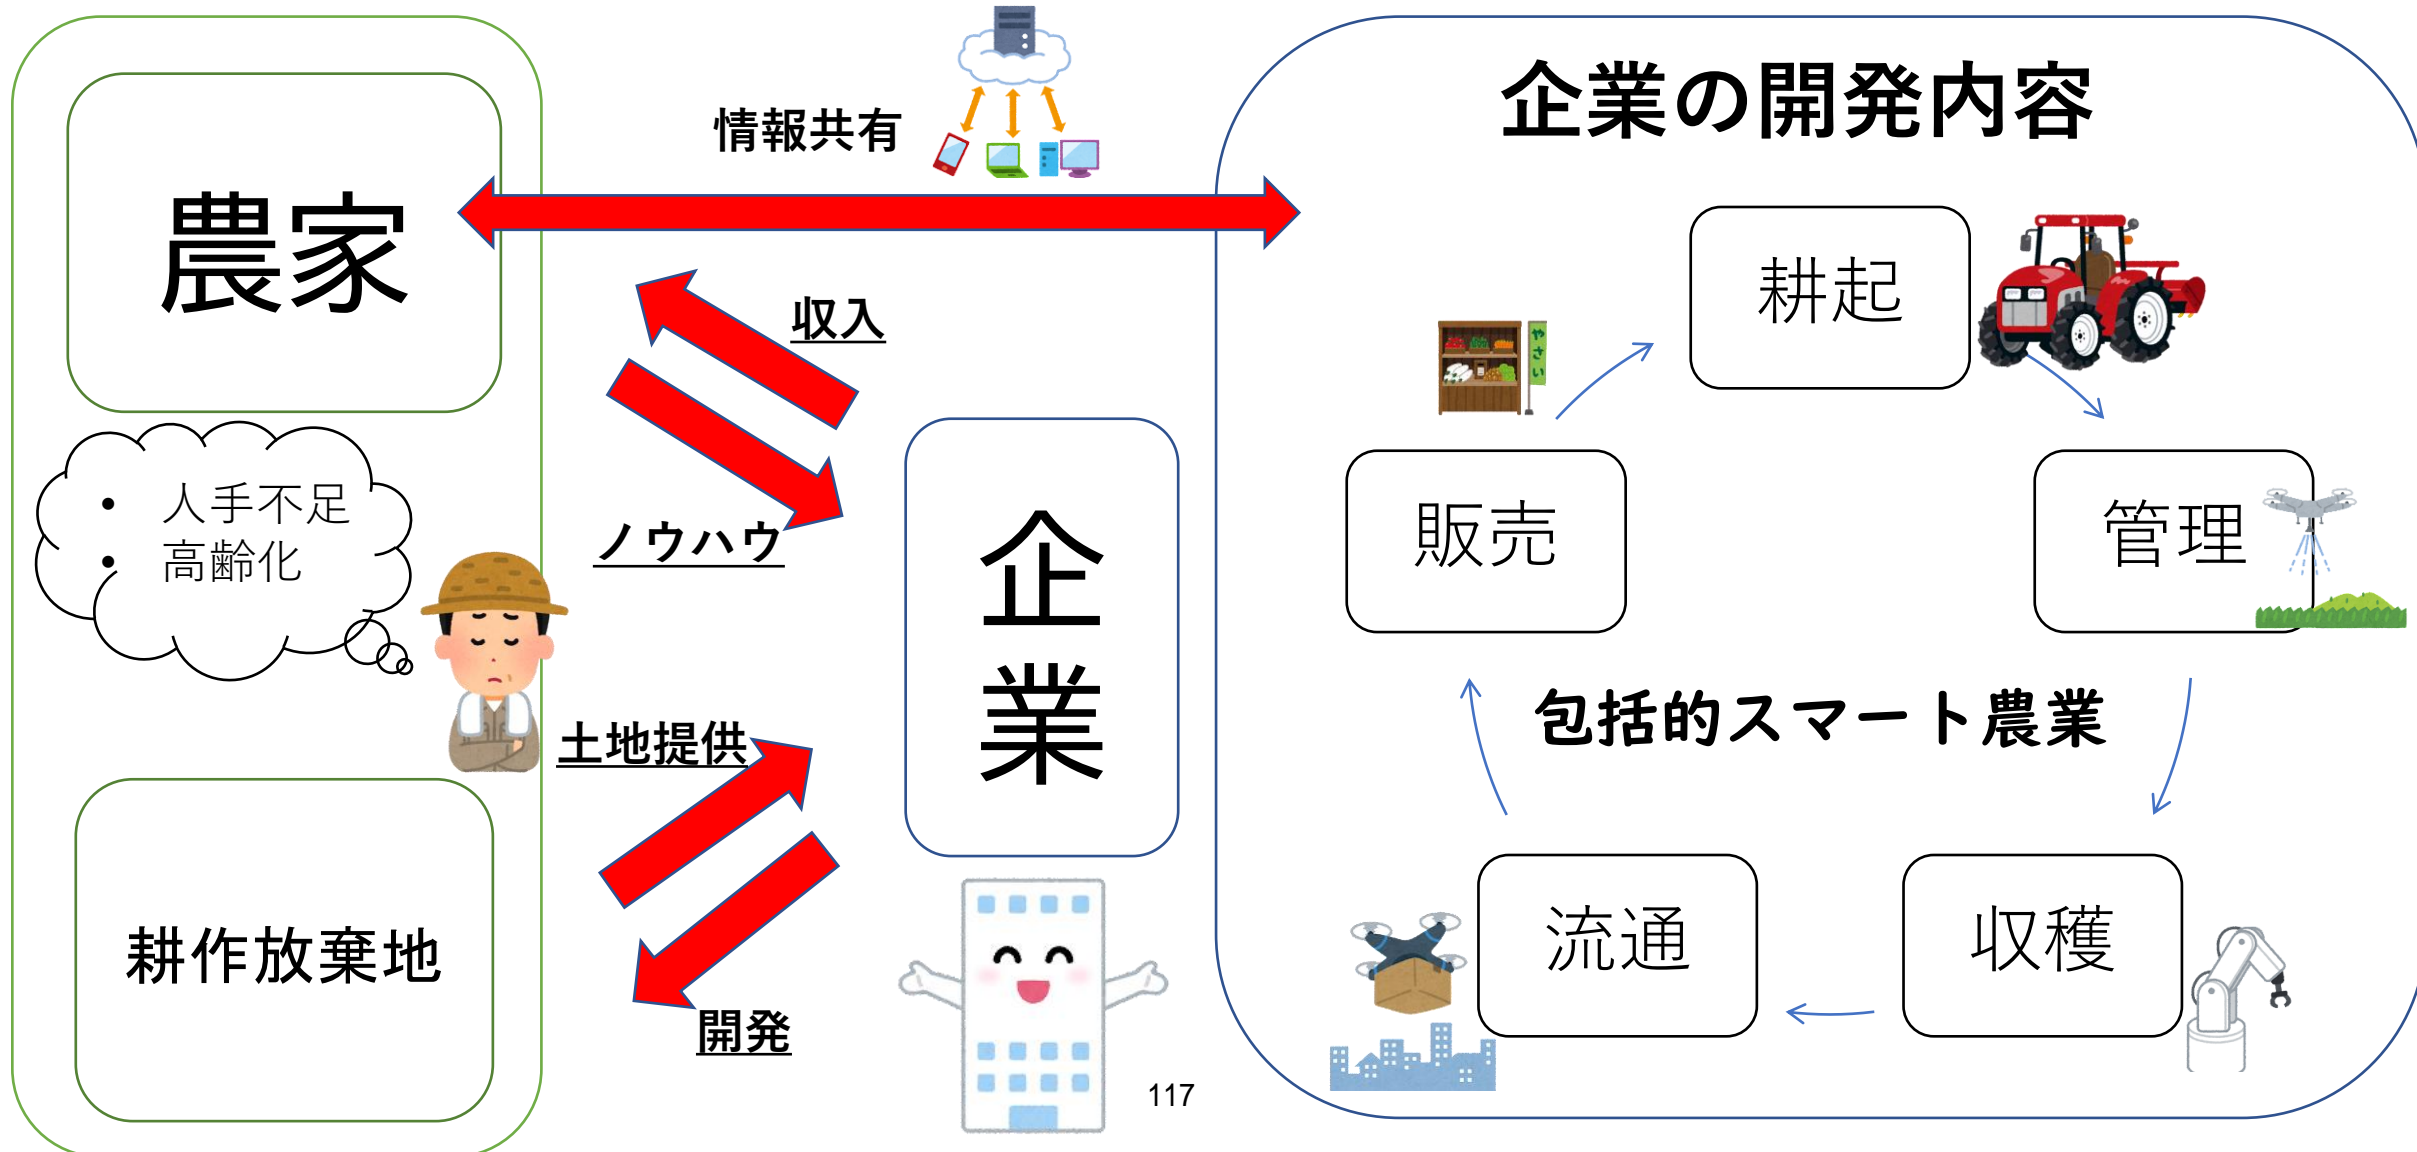 農家
・ 人手不足
・ 高齢化
耕作放棄地
情報共有
収入
ノウハウ
土地提供
開発
企業
企業の開発内容
耕起
管理
収穫
流通
販売
やさい
包括的スマート農業
117